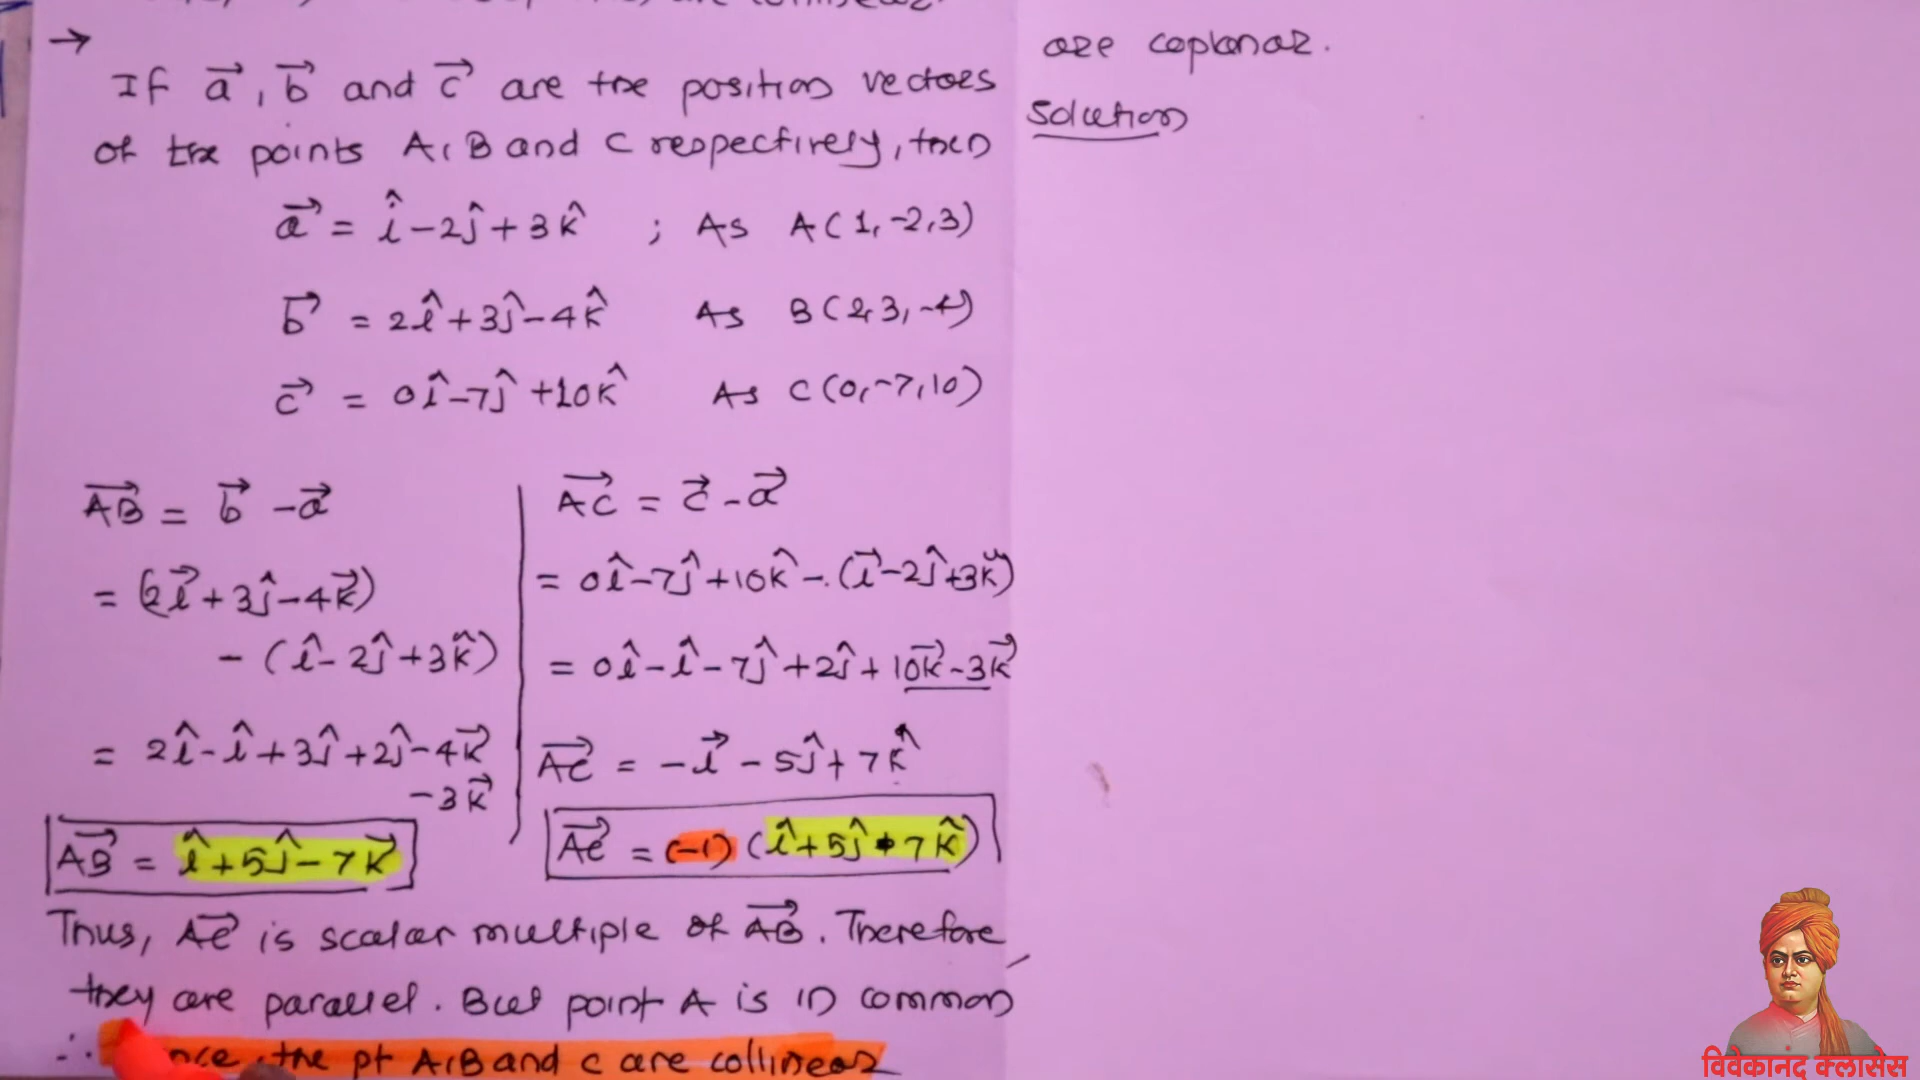 →
If a⃗, b⃗ and c⃗ are the position vectors
of the points A, B and C respectively, then
a⃗ = î - 2ĵ + 3k̂ ; As A(1, -2, 3)
b⃗ = 2î + 3ĵ - 4k̂ As B(2, 3, -4)
c⃗ = 0î - 7ĵ + 10k̂ As C(0, -7, 10)
AB⃗ = b⃗ - a⃗
= (2i⃗ + 3ĵ - 4k⃗)
- (î - 2ĵ + 3k̂)
= 2î - î + 3ĵ + 2ĵ - 4k⃗
- 3k⃗
AB⃗ = î + 5ĵ - 7k⃗
AC⃗ = c⃗ - a⃗
= 0î - 7ĵ + 10k̂ - (i⃗ - 2ĵ + 3k̂)
= 0î - î - 7ĵ + 2ĵ + 10k⃗ - 3k⃗
AC⃗ = -i⃗ - 5ĵ + 7k̂
AC⃗ = (-1) (î + 5ĵ - 7k̂)
Thus, AC⃗ is scalar multiple of AB⃗. Therefore
they are parallel. But point A is in common
∴ the pt A, B and C are collinear
are coplanar.
Solution
विवेकानंद क्लासेस